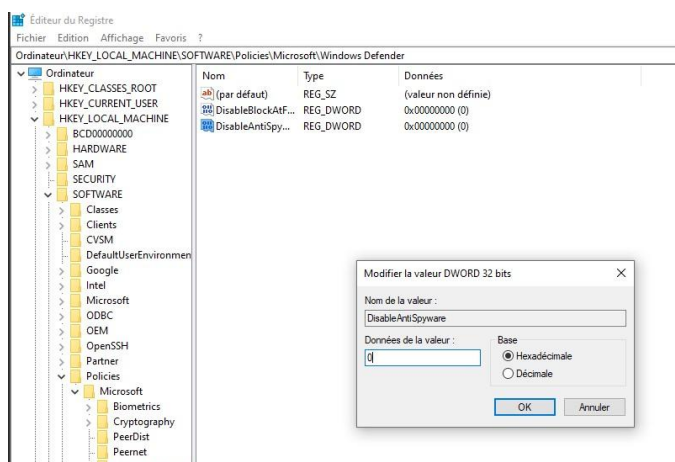 Éditeur du Registre
Fichier Edition Affichage Favoris ?
Ordinateur\HKEY_LOCAL_MACHINE\SOFTWARE\Policies\Microsoft\Windows Defender
Ordinateur
HKEY_CLASSES_ROOT
HKEY_CURRENT_USER
HKEY_LOCAL_MACHINE
BCD00000000
HARDWARE
SAM
SECURITY
SOFTWARE
Classes
Clients
CVSM
DefaultUserEnvironmen
Google
Intel
Microsoft
ODBC
OEM
OpenSSH
Partner
Policies
Microsoft
Biometrics
Cryptography
PeerDist
Peernet
Nom Type Données
ab (par défaut) REG_SZ (valeur non définie)
DisableBlockAtF... REG_DWORD 0x00000000 (0)
DisableAntiSpy... REG_DWORD 0x00000000 (0)
Modifier la valeur DWORD 32 bits
Nom de la valeur :
DisableAntiSpyware
Données de la valeur :
0
Base
Hexadécimale
Décimale
OK Annuler